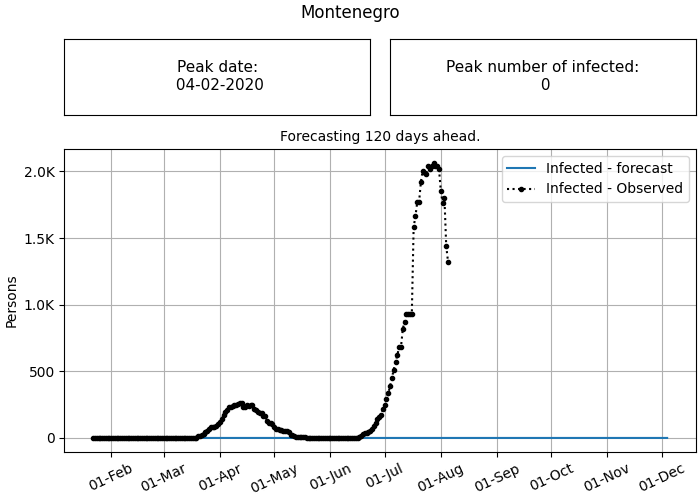 Montenegro
Peak date:
04-02-2020
Peak number of infected:
0
Forecasting 120 days ahead.
Infected - forecast
Infected - Observed
Persons
2.0K
1.5K
1.0K
500
0
01-Feb
01-Mar
01-Apr
01-May
01-Jun
01-Jul
01-Aug
01-Sep
01-Oct
01-Nov
01-Dec